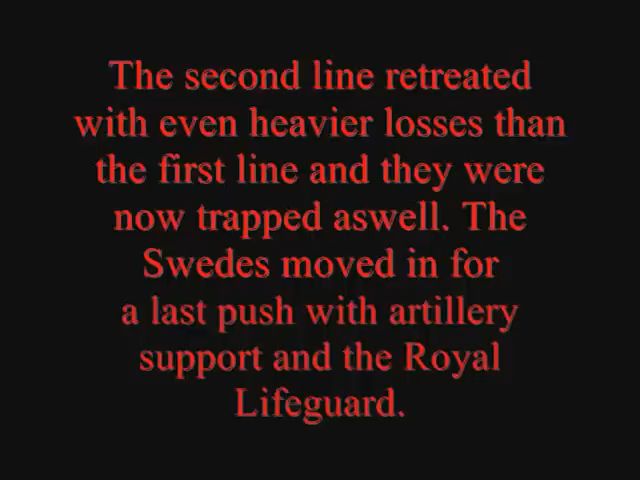 The second line retreated
with even heavier losses than
the first line and they were
now trapped aswell. The
Swedes moved in for
a last push with artillery
support and the Royal
Lifeguard.